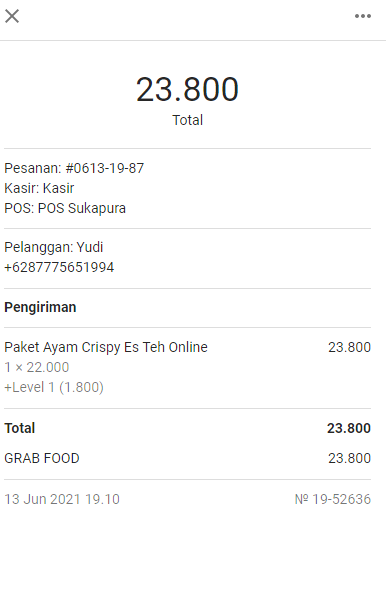 23.800
Total
Pesanan: #0613-19-87
Kasir: Kasir
POS: POS Sukapura
Pelanggan: Yudi
+6287775651994
Pengiriman
Paket Ayam Crispy Es Teh Online 23.800
1 × 22.000
+Level 1 (1.800)
Total 23.800
GRAB FOOD 23.800
13 Jun 2021 19.10 № 19-52636